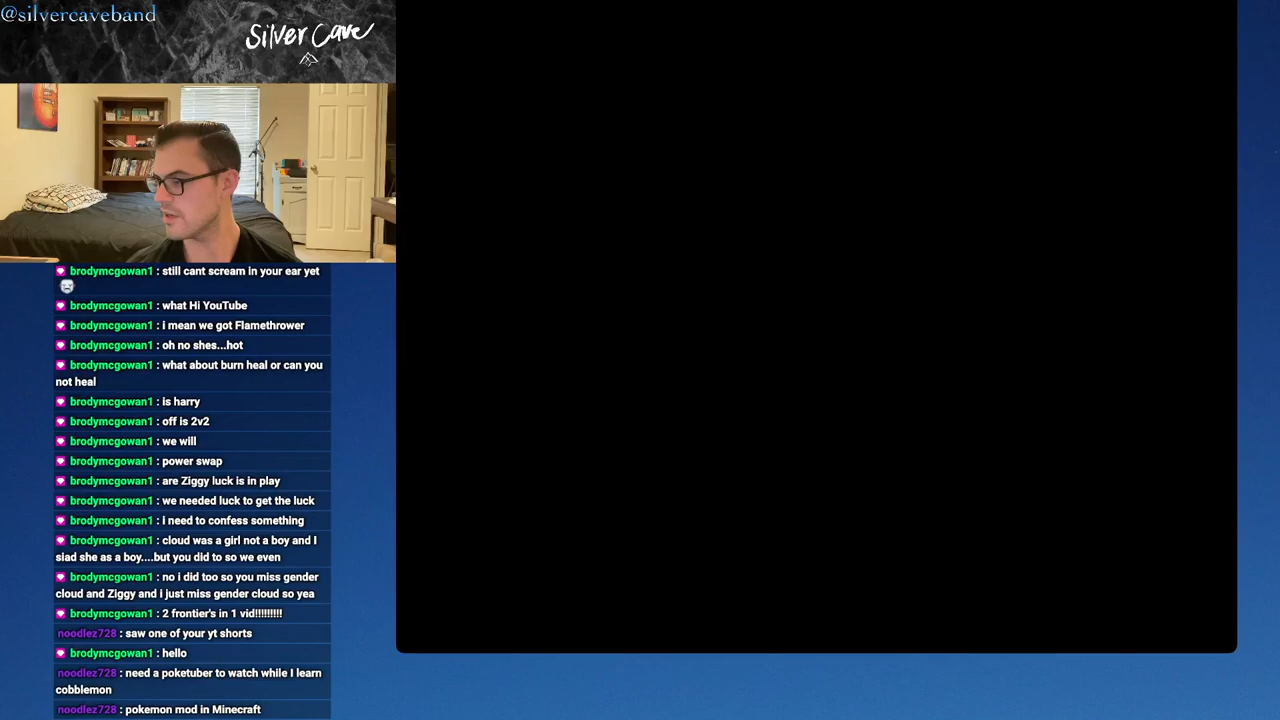 @silvercaveband
Silver Cave
brodymcgowan1 : still cant scream in your ear yet
brodymcgowan1 : what Hi YouTube
brodymcgowan1 : i mean we got Flamethrower
brodymcgowan1 : oh no shes...hot
brodymcgowan1 : what about burn heal or can you
not heal
brodymcgowan1 : is harry
brodymcgowan1 : off is 2v2
brodymcgowan1 : we will
brodymcgowan1 : power swap
brodymcgowan1 : are Ziggy luck is in play
brodymcgowan1 : we needed luck to get the luck
brodymcgowan1 : i need to confess something
brodymcgowan1 : cloud was a girl not a boy and I
siad she as a boy....but you did to so we even
brodymcgowan1 : no i did too so you miss gender
cloud and Ziggy and i just miss gender cloud so yea
brodymcgowan1 : 2 frontier's in 1 vid!!!!!!!!!
noodlez728 : saw one of your yt shorts
brodymcgowan1 : hello
noodlez728 : need a poketuber to watch while I learn
cobblemon
noodlez728 : pokemon mod in Minecraft